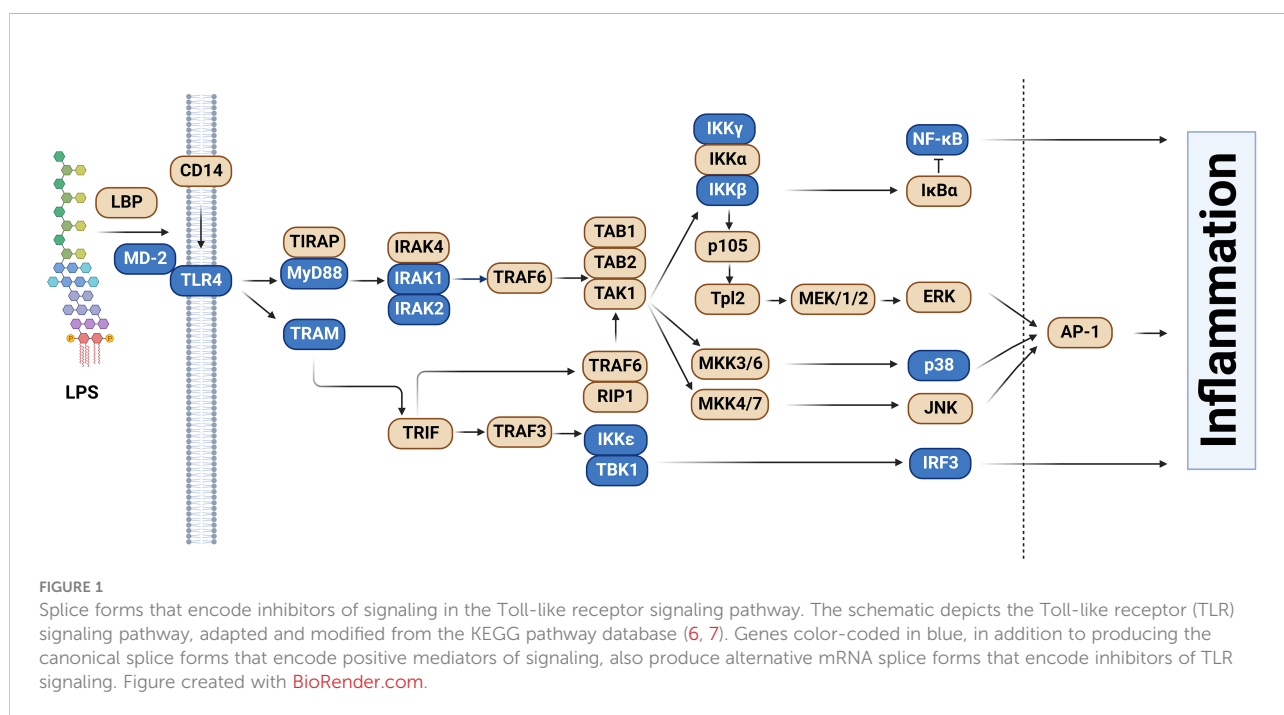 IKKγ
NF-κB
CD14
IKKα
LBP
IKKβ
IκBα
TAB1
TIRAP
IRAK4
p105
MD-2
MyD88
TAB2
TLR4
IRAK1
TRAF6
TAK1
Tpl2
MEK/1/2
ERK
IRAK2
TRAM
AP-1
P
P
TRAF6
MKK3/6
p38
LPS
RIP1
MKK4/7
JNK
TRIF
TRAF3
IKKε
TBK1
IRF3
Inflammation
FIGURE 1
Splice forms that encode inhibitors of signaling in the Toll-like receptor signaling pathway. The schematic depicts the Toll-like receptor (TLR)
signaling pathway, adapted and modified from the KEGG pathway database (6, 7). Genes color-coded in blue, in addition to producing the
canonical splice forms that encode positive mediators of signaling, also produce alternative mRNA splice forms that encode inhibitors of TLR
signaling. Figure created with BioRender.com.